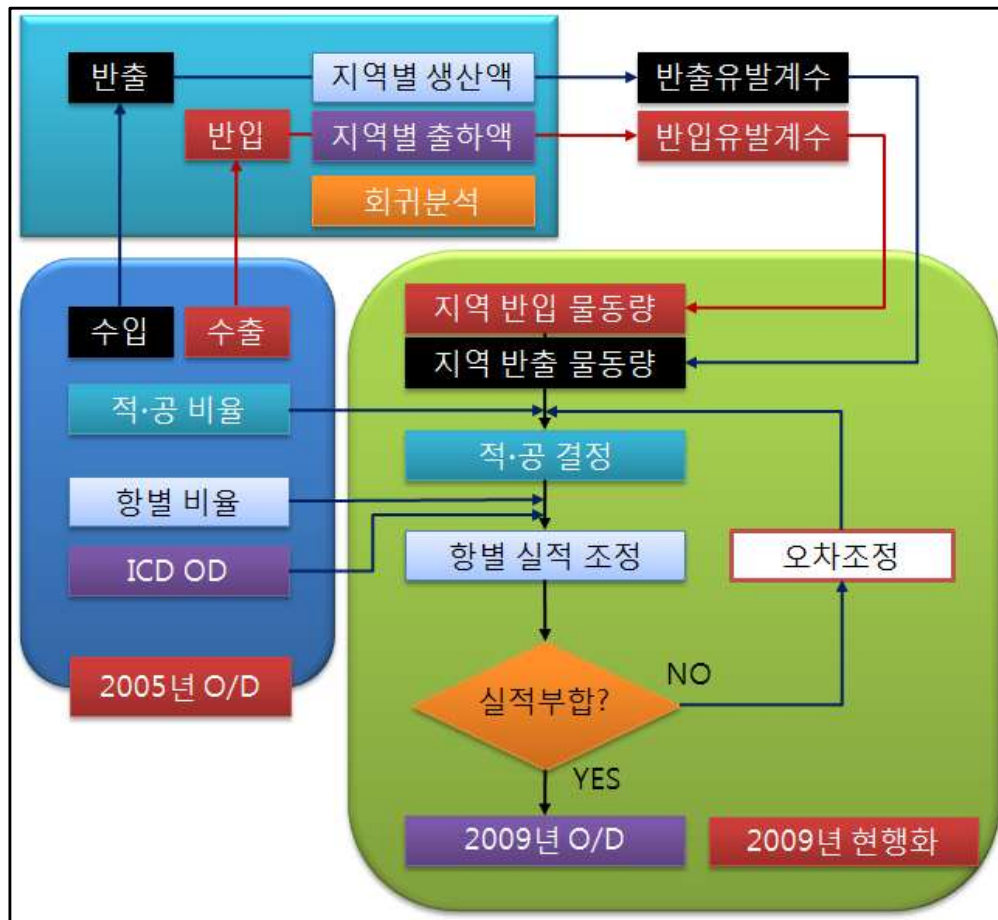 반출
지역별 생산액
반출유발계수
반입
지역별 출하액
반입유발계수
회귀분석
수입
수출
적·공 비율
항별 비율
ICD OD
2005년 O/D
지역 반입 물동량
지역 반출 물동량
적·공 결정
항별 실적 조정
오차조정
실적부합?
NO
YES
2009년 O/D
2009년 현행화